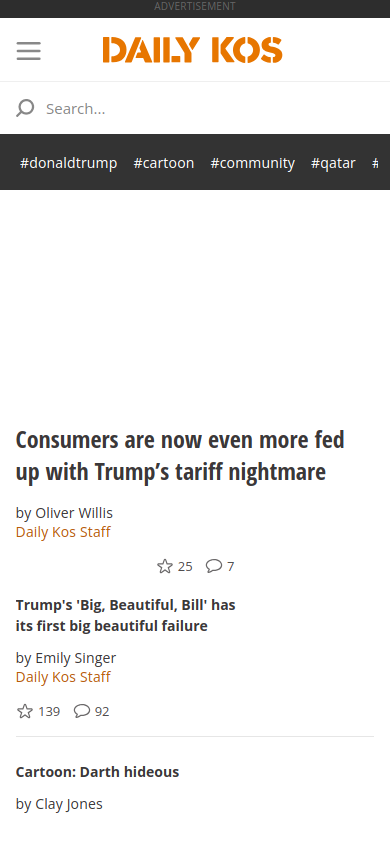 ADVERTISEMENT
DAILY KOS
Search...
#donaldtrump #cartoon #community #qatar #
Consumers are now even more fed
up with Trump’s tariff nightmare
by Oliver Willis
Daily Kos Staff
25 7
Trump's 'Big, Beautiful, Bill' has
its first big beautiful failure
by Emily Singer
Daily Kos Staff
139 92
Cartoon: Darth hideous
by Clay Jones